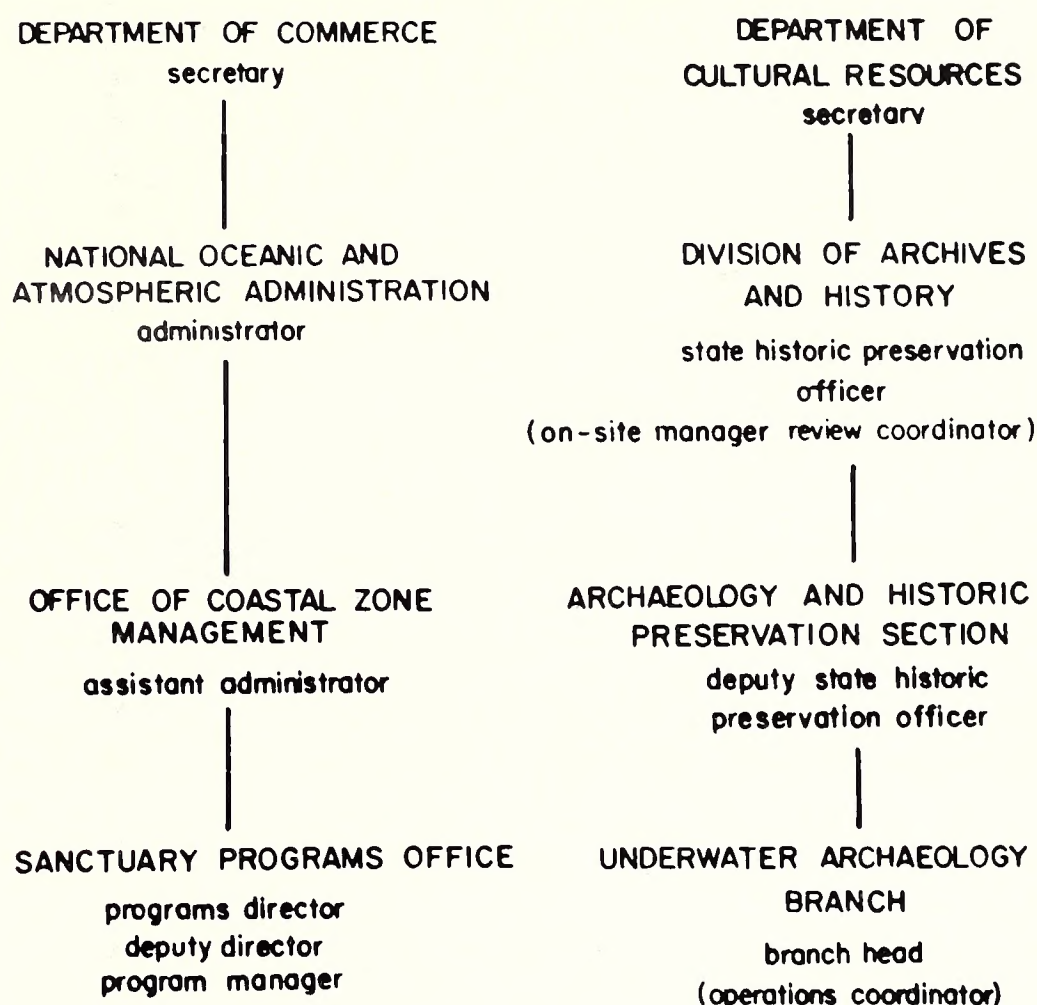 DEPARTMENT OF COMMERCE
secretary
NATIONAL OCEANIC AND
ATMOSPHERIC ADMINISTRATION
administrator
OFFICE OF COASTAL ZONE
MANAGEMENT
assistant administrator
SANCTUARY PROGRAMS OFFICE
programs director
deputy director
program manager
DEPARTMENT OF
CULTURAL RESOURCES
secretary
DIVISION OF ARCHIVES
AND HISTORY
state historic preservation
officer
(on-site manager review coordinator)
ARCHAEOLOGY AND HISTORIC
PRESERVATION SECTION
deputy state historic
preservation officer
UNDERWATER ARCHAEOLOGY
BRANCH
branch head
(operations coordinator)